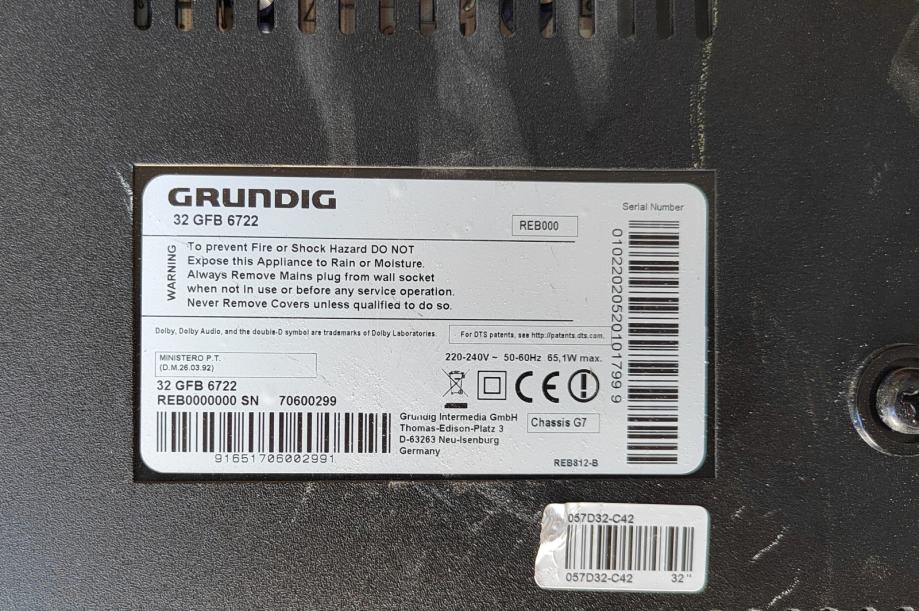 GRUNDIG
32 GFB 6722
REB000
WARNING
To prevent Fire or Shock Hazard DO NOT
Expose this Appliance to Rain or Moisture.
Always Remove Mains plug from wall socket
when not in use or before any service operation.
Never Remove Covers unless qualified to do so.
Dolby, Dolby Audio, and the double-D symbol are trademarks of Dolby Laboratories.
For DTS patents, see http://patents.dts.com.
MINISTERO P.T.
(D.M.26.03.92)
220-240V ~ 50-60Hz 65,1W max.
32 GFB 6722
REB0000000 SN 70600299
91651706002991
CE
Grundig Intermedia GmbH
Thomas-Edison-Platz 3
D-63263 Neu-Isenburg
Germany
Chassis G7
REB812-B
Serial Number
057D32-C42
057D32-C42 32"